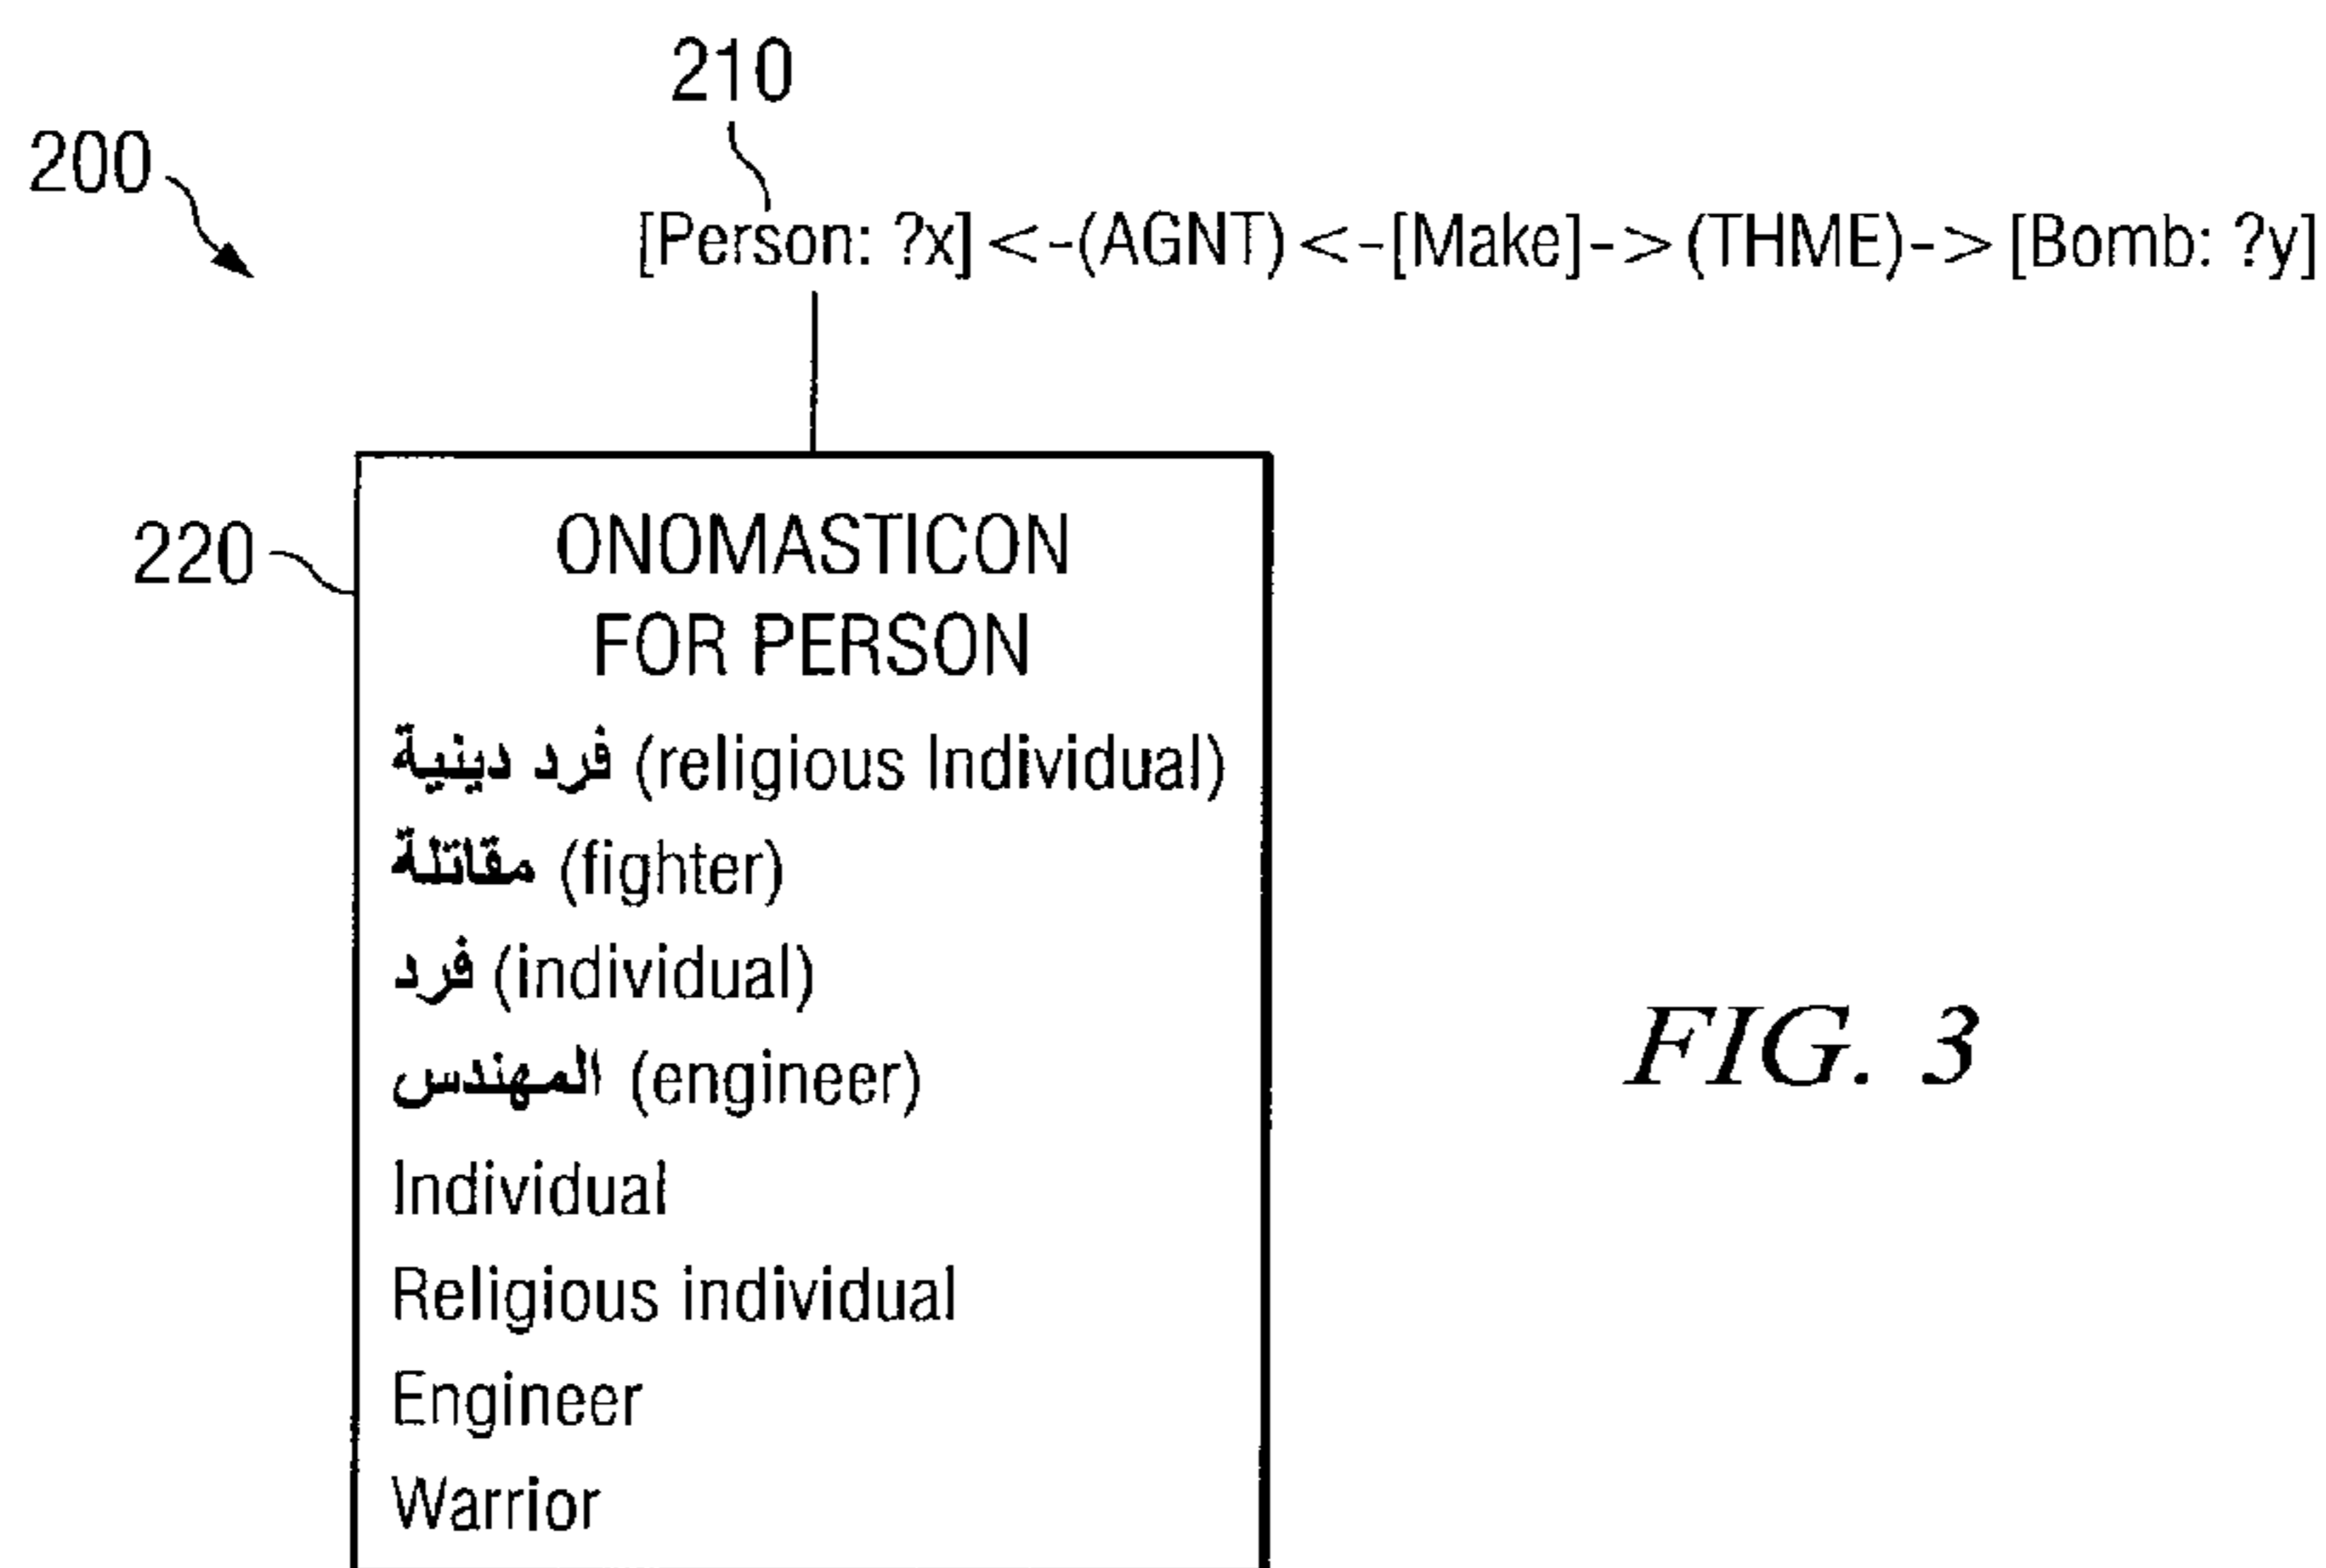 210
200
[Person: ?x]<-(AGNT)<-[Make]->(THME)->[Bomb: ?y]
220
ONOMASTICON
FOR PERSON
فرد دينية (religious Individual)
مقاتلة (fighter)
فرد (individual)
المهندس (engineer)
Individual
Religious individual
Engineer
Warrior
FIG. 3